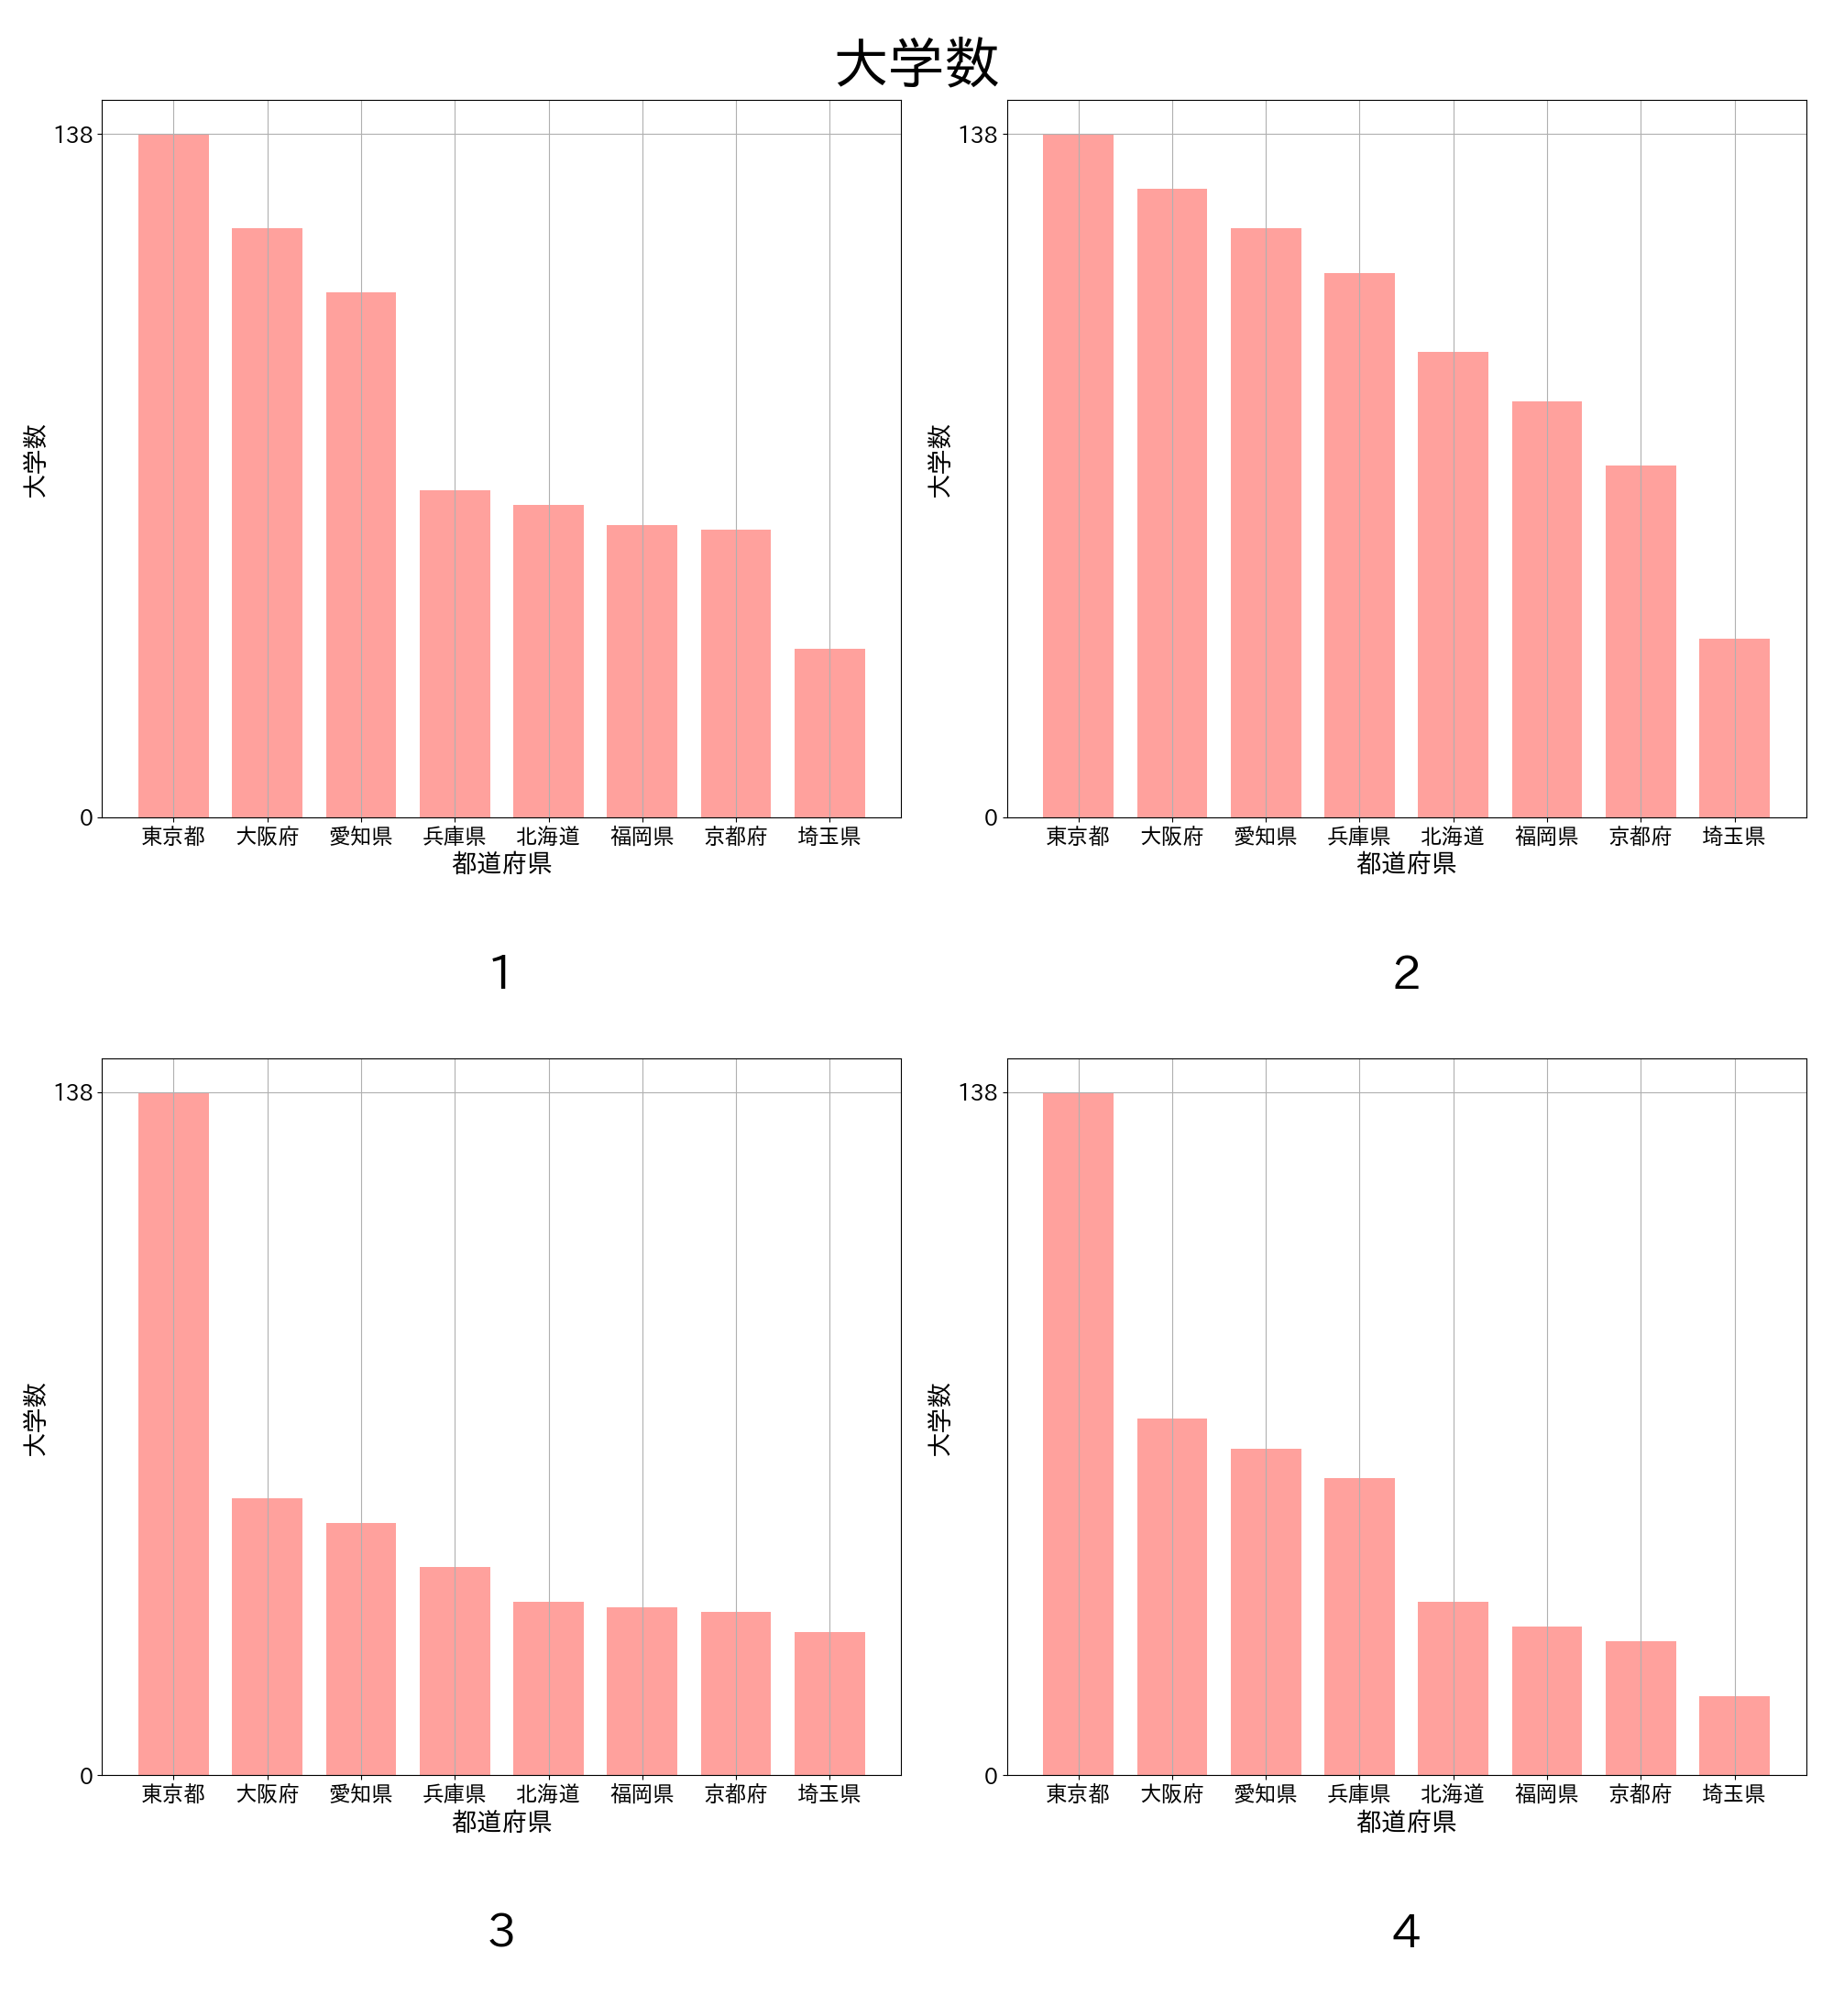 大学数
138
0
大学数
東京都 大阪府 愛知県 兵庫県 北海道 福岡県 京都府 埼玉県
都道府県
1
138
0
大学数
東京都 大阪府 愛知県 兵庫県 北海道 福岡県 京都府 埼玉県
都道府県
2
138
0
大学数
東京都 大阪府 愛知県 兵庫県 北海道 福岡県 京都府 埼玉県
都道府県
3
138
0
大学数
東京都 大阪府 愛知県 兵庫県 北海道 福岡県 京都府 埼玉県
都道府県
4